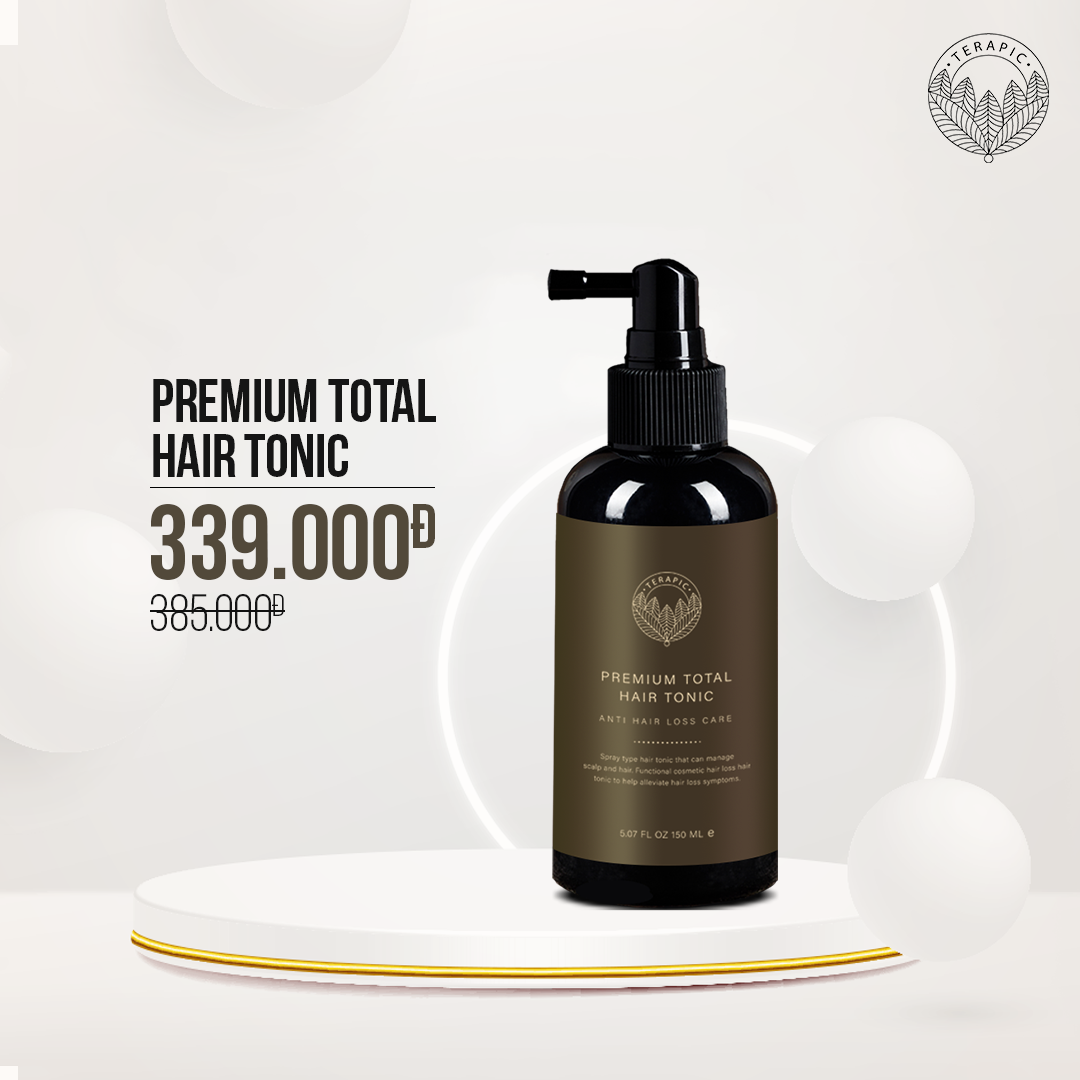 TERAPIC
PREMIUM TOTAL
HAIR TONIC
339.000Đ
385.000Đ
TERAPIC
PREMIUM TOTAL
HAIR TONIC
ANTI HAIR LOSS CARE
Spray type hair tonic that can manage
scalp and hair. Functional cosmetic hair loss hair
tonic to help alleviate hair loss symptoms.
5.07 FL OZ 150 ML e